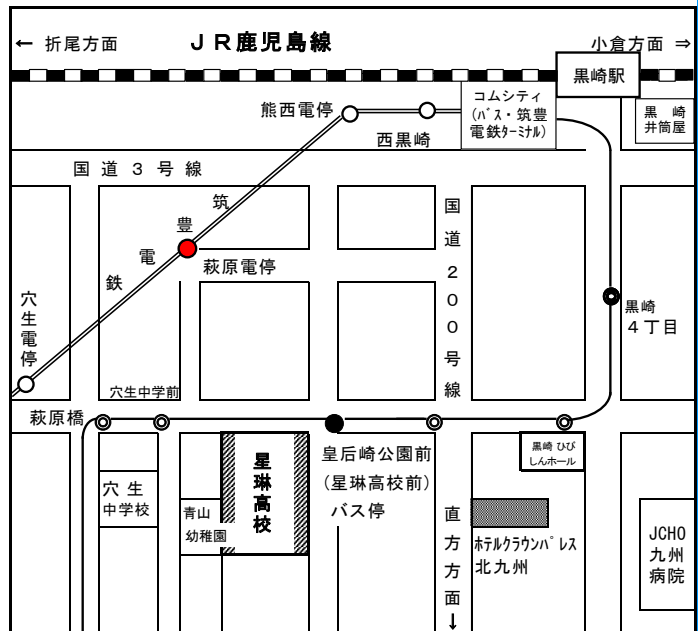 ← 折尾方面
ＪＲ鹿児島線
小倉方面 ⇒
黒崎駅
熊西電停
西黒崎
コムシティ
(ﾊﾞｽ・筑豊
電鉄ﾀｰﾐﾅﾙ)
黒 崎
井筒屋
国道３号線
筑
豊
電
鉄
萩原電停
国道２００号線
穴生電停
黒崎
４丁目
穴生中学前
萩原橋
皇后崎公園前
(星琳高校前)
バス停
黒崎 ひび
しんホール
穴 生
中学校
青山
幼稚園
星琳高校
直方方面↓
ﾎﾃﾙｸﾗｳﾝﾊﾟﾚｽ
北九州
JCHO
九州
病院